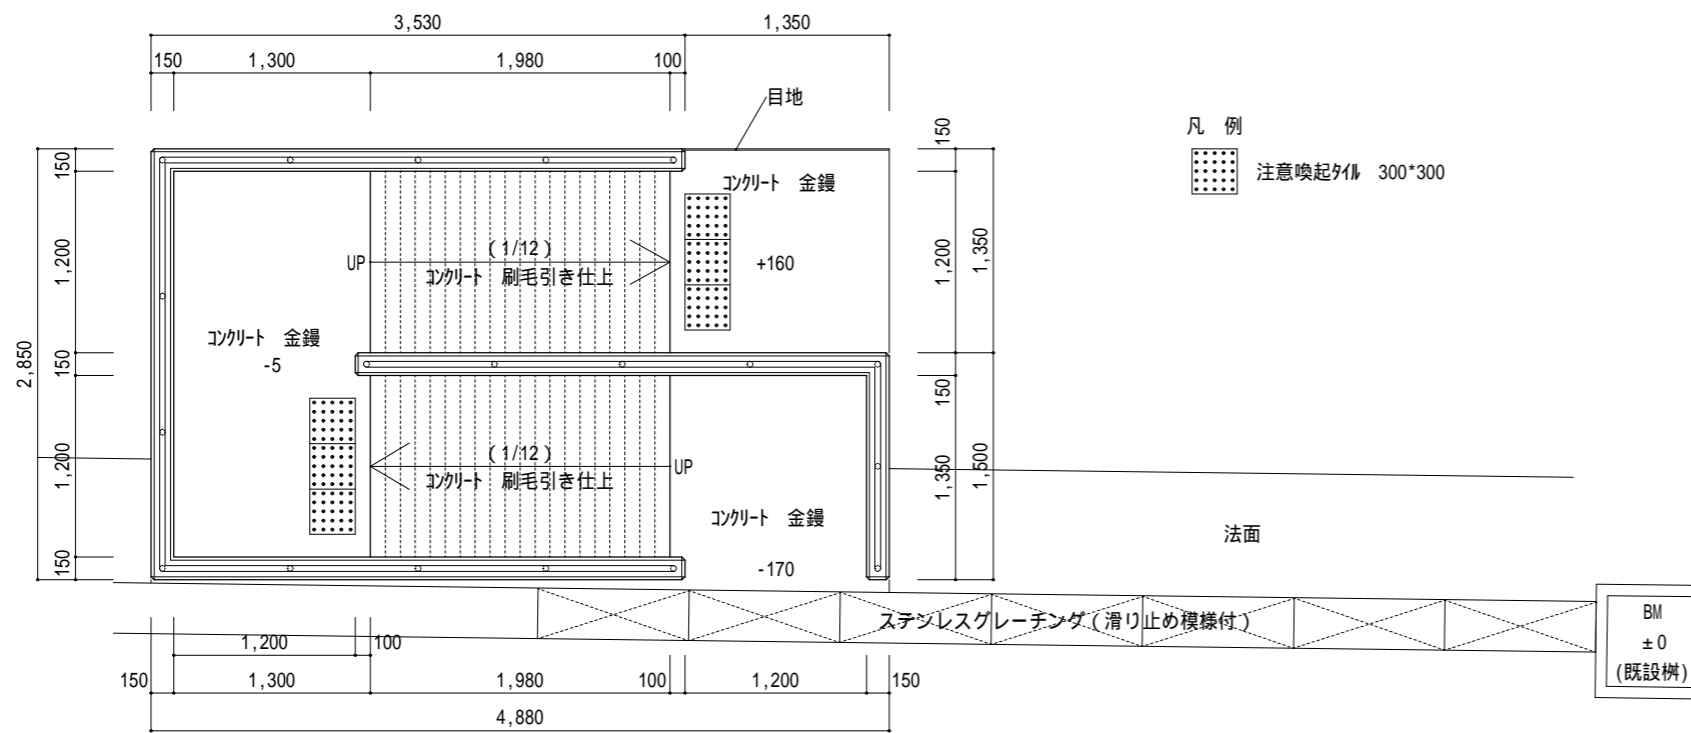 3,530
1,350
150
1,300
1,980
100
目地
凡　例
注意喚起ﾀｲﾙ　300*300
150
1,200
150
1,200
150
2,850
150
1,200
1,350
150
1,350
1,500
ｺﾝｸﾘｰﾄ　金鏝
+160
UP
(1/12)
ｺﾝｸﾘｰﾄ　刷毛引き仕上
ｺﾝｸﾘｰﾄ　金鏝
-5
(1/12)
UP
ｺﾝｸﾘｰﾄ　刷毛引き仕上
ｺﾝｸﾘｰﾄ　金鏝
-170
法面
ステンレスグレーチング(滑り止め模様付)
BM
±0
(既設桝)
1,200
100
150
1,300
1,980
100
1,200
150
4,880